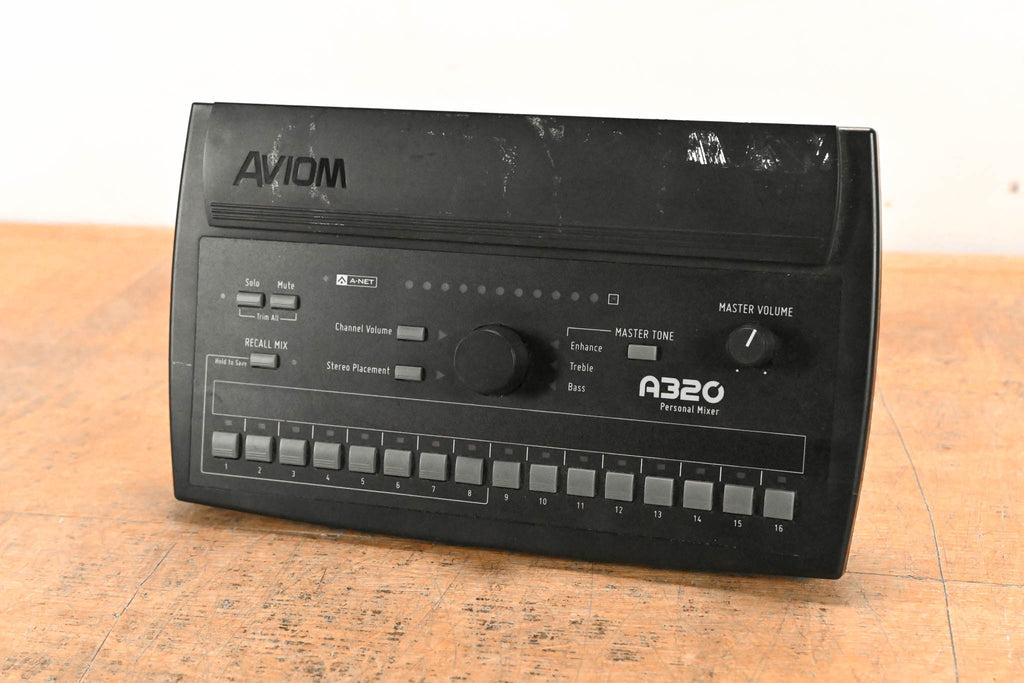 AVIOM
Solo Mute
Trim All
A-NET
MASTER VOLUME
Channel Volume
MASTER TONE
Enhance
RECALL MIX
Hold to Save
Stereo Placement
Treble
Bass
A320
Personal Mixer
1 2 3 4 5 6 7 8 9 10 11 12 13 14 15 16